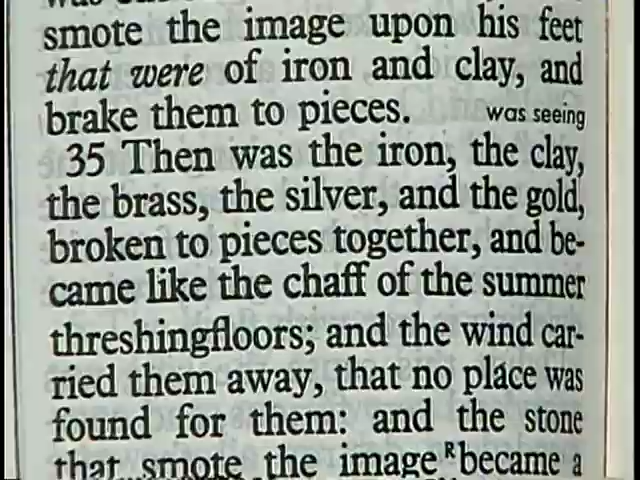 smote the image upon his feet
that were of iron and clay, and
brake them to pieces. was seeing
35 Then was the iron, the clay,
the brass, the silver, and the gold,
broken to pieces together, and be-
came like the chaff of the summer
threshingfloors; and the wind car-
ried them away, that no place was
found for them: and the stone
that smote the image R became a